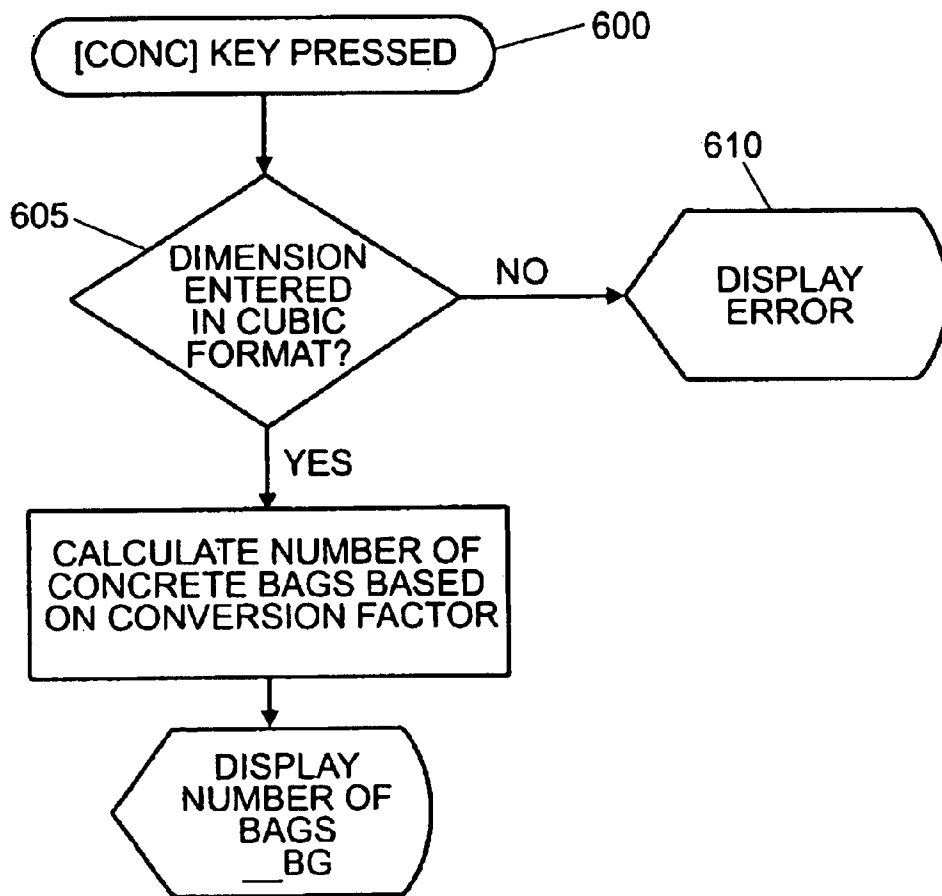 [CONC] KEY PRESSED
600
610
605
DIMENSION
ENTERED
IN CUBIC
FORMAT?
NO
DISPLAY
ERROR
YES
CALCULATE NUMBER OF
CONCRETE BAGS BASED
ON CONVERSION FACTOR
DISPLAY
NUMBER OF
BAGS
__BG